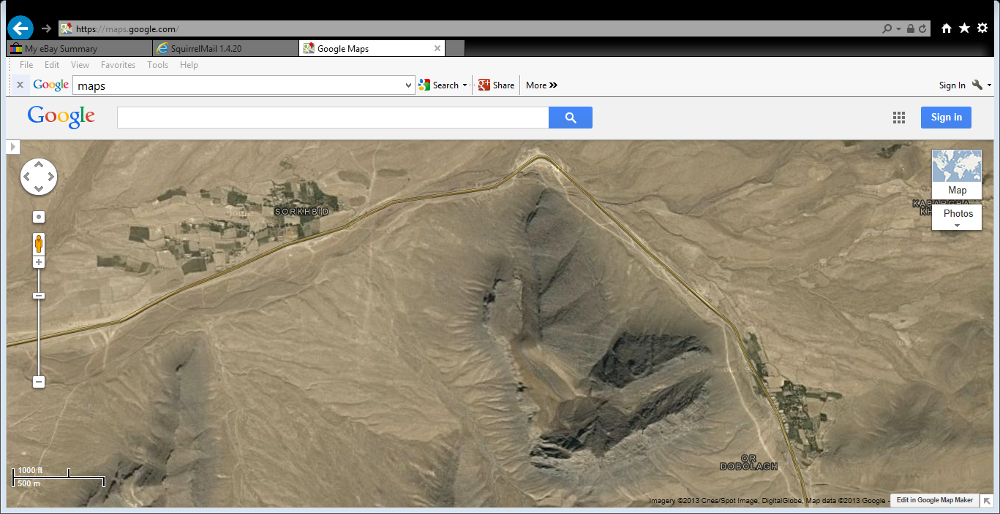 https://maps.google.com/
My eBay Summary
SquirrelMail 1.4.20
Google Maps
File Edit View Favorites Tools Help
x Google maps Search Share More » Sign In
Google Sign in
Map
SORKHBID
Photos
OR
DOBOLAGH
1000 ft
500 m
Imagery ©2013 Cnes/Spot Image, DigitalGlobe, Map data ©2013 Google - Edit in Google Map Maker